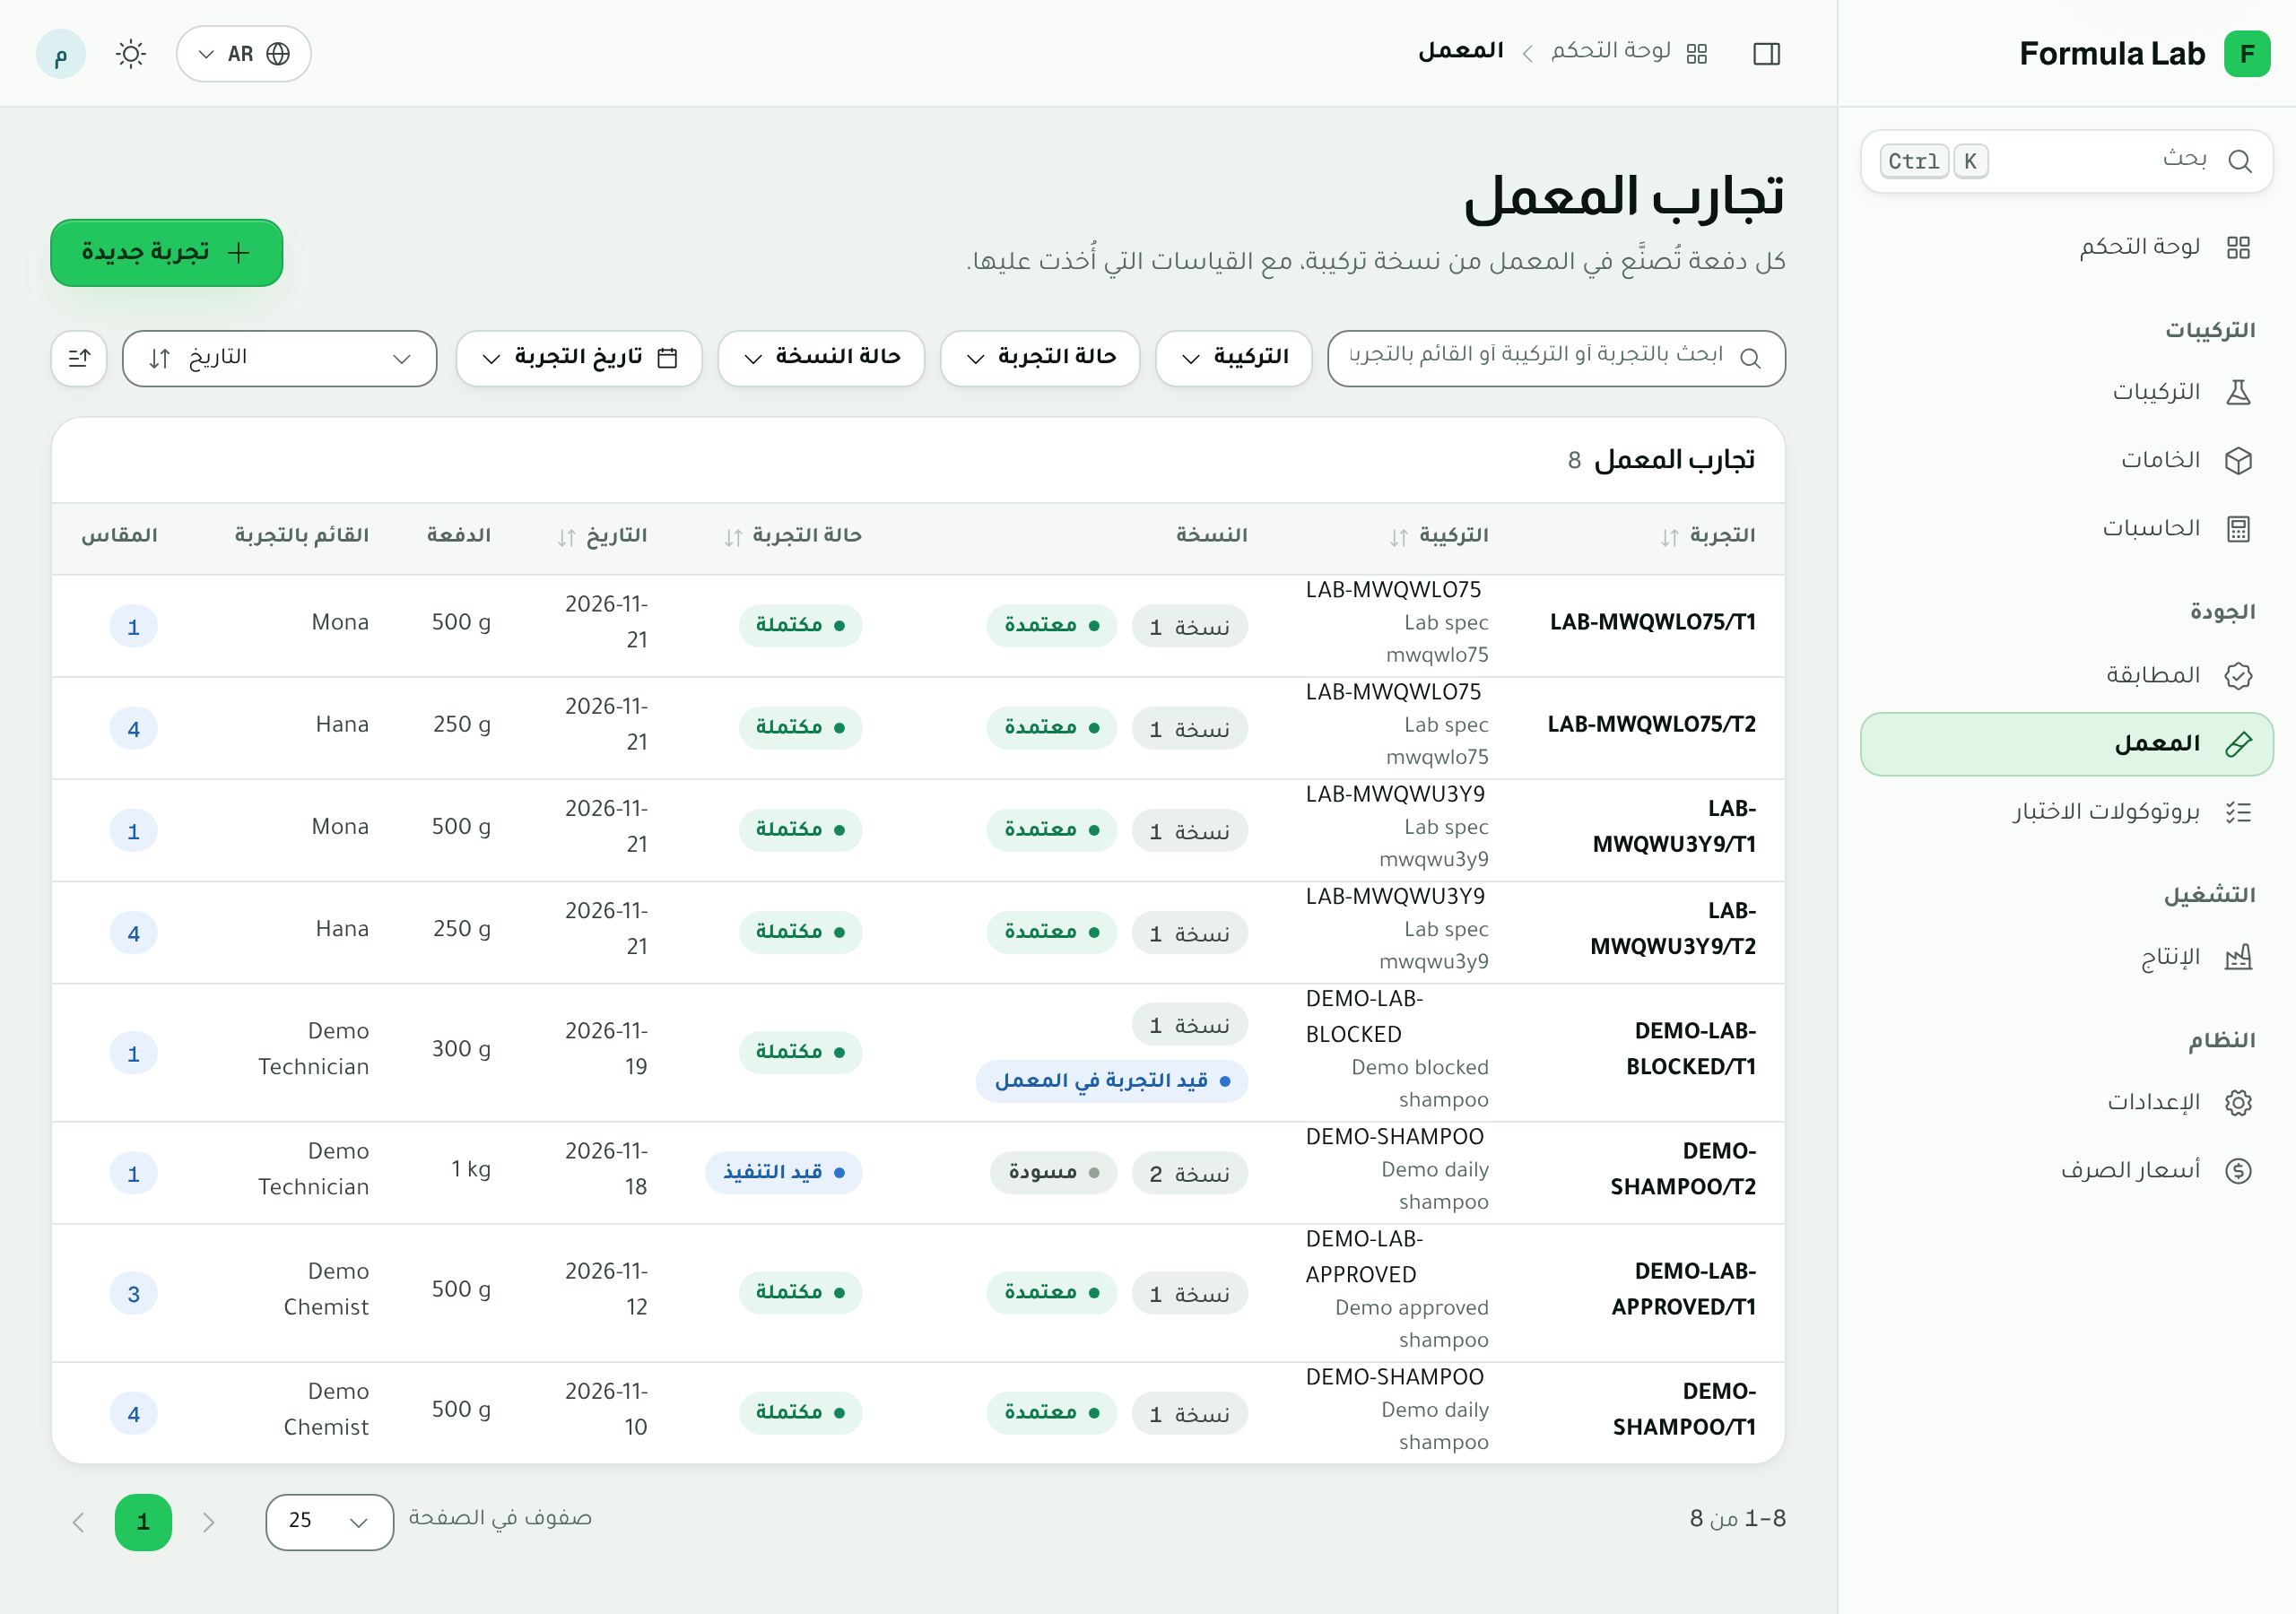 F
Formula Lab
بحث
Ctrl K
لوحة التحكم
التركيبات
التركيبات
الخامات
الحاسبات
الجودة
المطابقة
المعمل
بروتوكولات الاختبار
التشغيل
الإنتاج
النظام
الإعدادات
أسعار الصرف
لوحة التحكم
المعمل
AR
م
تجارب المعمل
كل دفعة تُصنَّع في المعمل من نسخة تركيبة، مع القياسات التي أُخذت عليها.
تجربة جديدة
ابحث بالتجربة أو التركيبة أو القائم بالتجربة
التركيبة
حالة التجربة
حالة النسخة
تاريخ التجربة
التاريخ
تجارب المعمل 8
التجربة التركيبة النسخة حالة التجربة التاريخ الدفعة القائم بالتجربة المقاس
LAB-MWQWLO75/T1
LAB-MWQWLO75
Lab spec
mwqwlo75
نسخة 1 معتمدة
مكتملة
2026-11-
21
500 g
Mona
1
LAB-MWQWLO75/T2
LAB-MWQWLO75
Lab spec
mwqwlo75
نسخة 1 معتمدة
مكتملة
2026-11-
21
250 g
Hana
4
LAB-
MWQWU3Y9/T1
LAB-MWQWU3Y9
Lab spec
mwqwu3y9
نسخة 1 معتمدة
مكتملة
2026-11-
21
500 g
Mona
1
LAB-
MWQWU3Y9/T2
LAB-MWQWU3Y9
Lab spec
mwqwu3y9
نسخة 1 معتمدة
مكتملة
2026-11-
21
250 g
Hana
4
DEMO-LAB-
BLOCKED/T1
DEMO-LAB-
BLOCKED
Demo blocked
shampoo
نسخة 1
قيد التجربة في المعمل
مكتملة
2026-11-
19
300 g
Demo
Technician
1
DEMO-
SHAMPOO/T2
DEMO-SHAMPOO
Demo daily
shampoo
نسخة 2 مسودة
قيد التنفيذ
2026-11-
18
1 kg
Demo
Technician
1
DEMO-LAB-
APPROVED/T1
DEMO-LAB-
APPROVED
Demo approved
shampoo
نسخة 1 معتمدة
مكتملة
2026-11-
12
500 g
Demo
Chemist
3
DEMO-
SHAMPOO/T1
DEMO-SHAMPOO
Demo daily
shampoo
نسخة 1 معتمدة
مكتملة
2026-11-
10
500 g
Demo
Chemist
4
1–8 من 8
صفوف في الصفحة
25
1